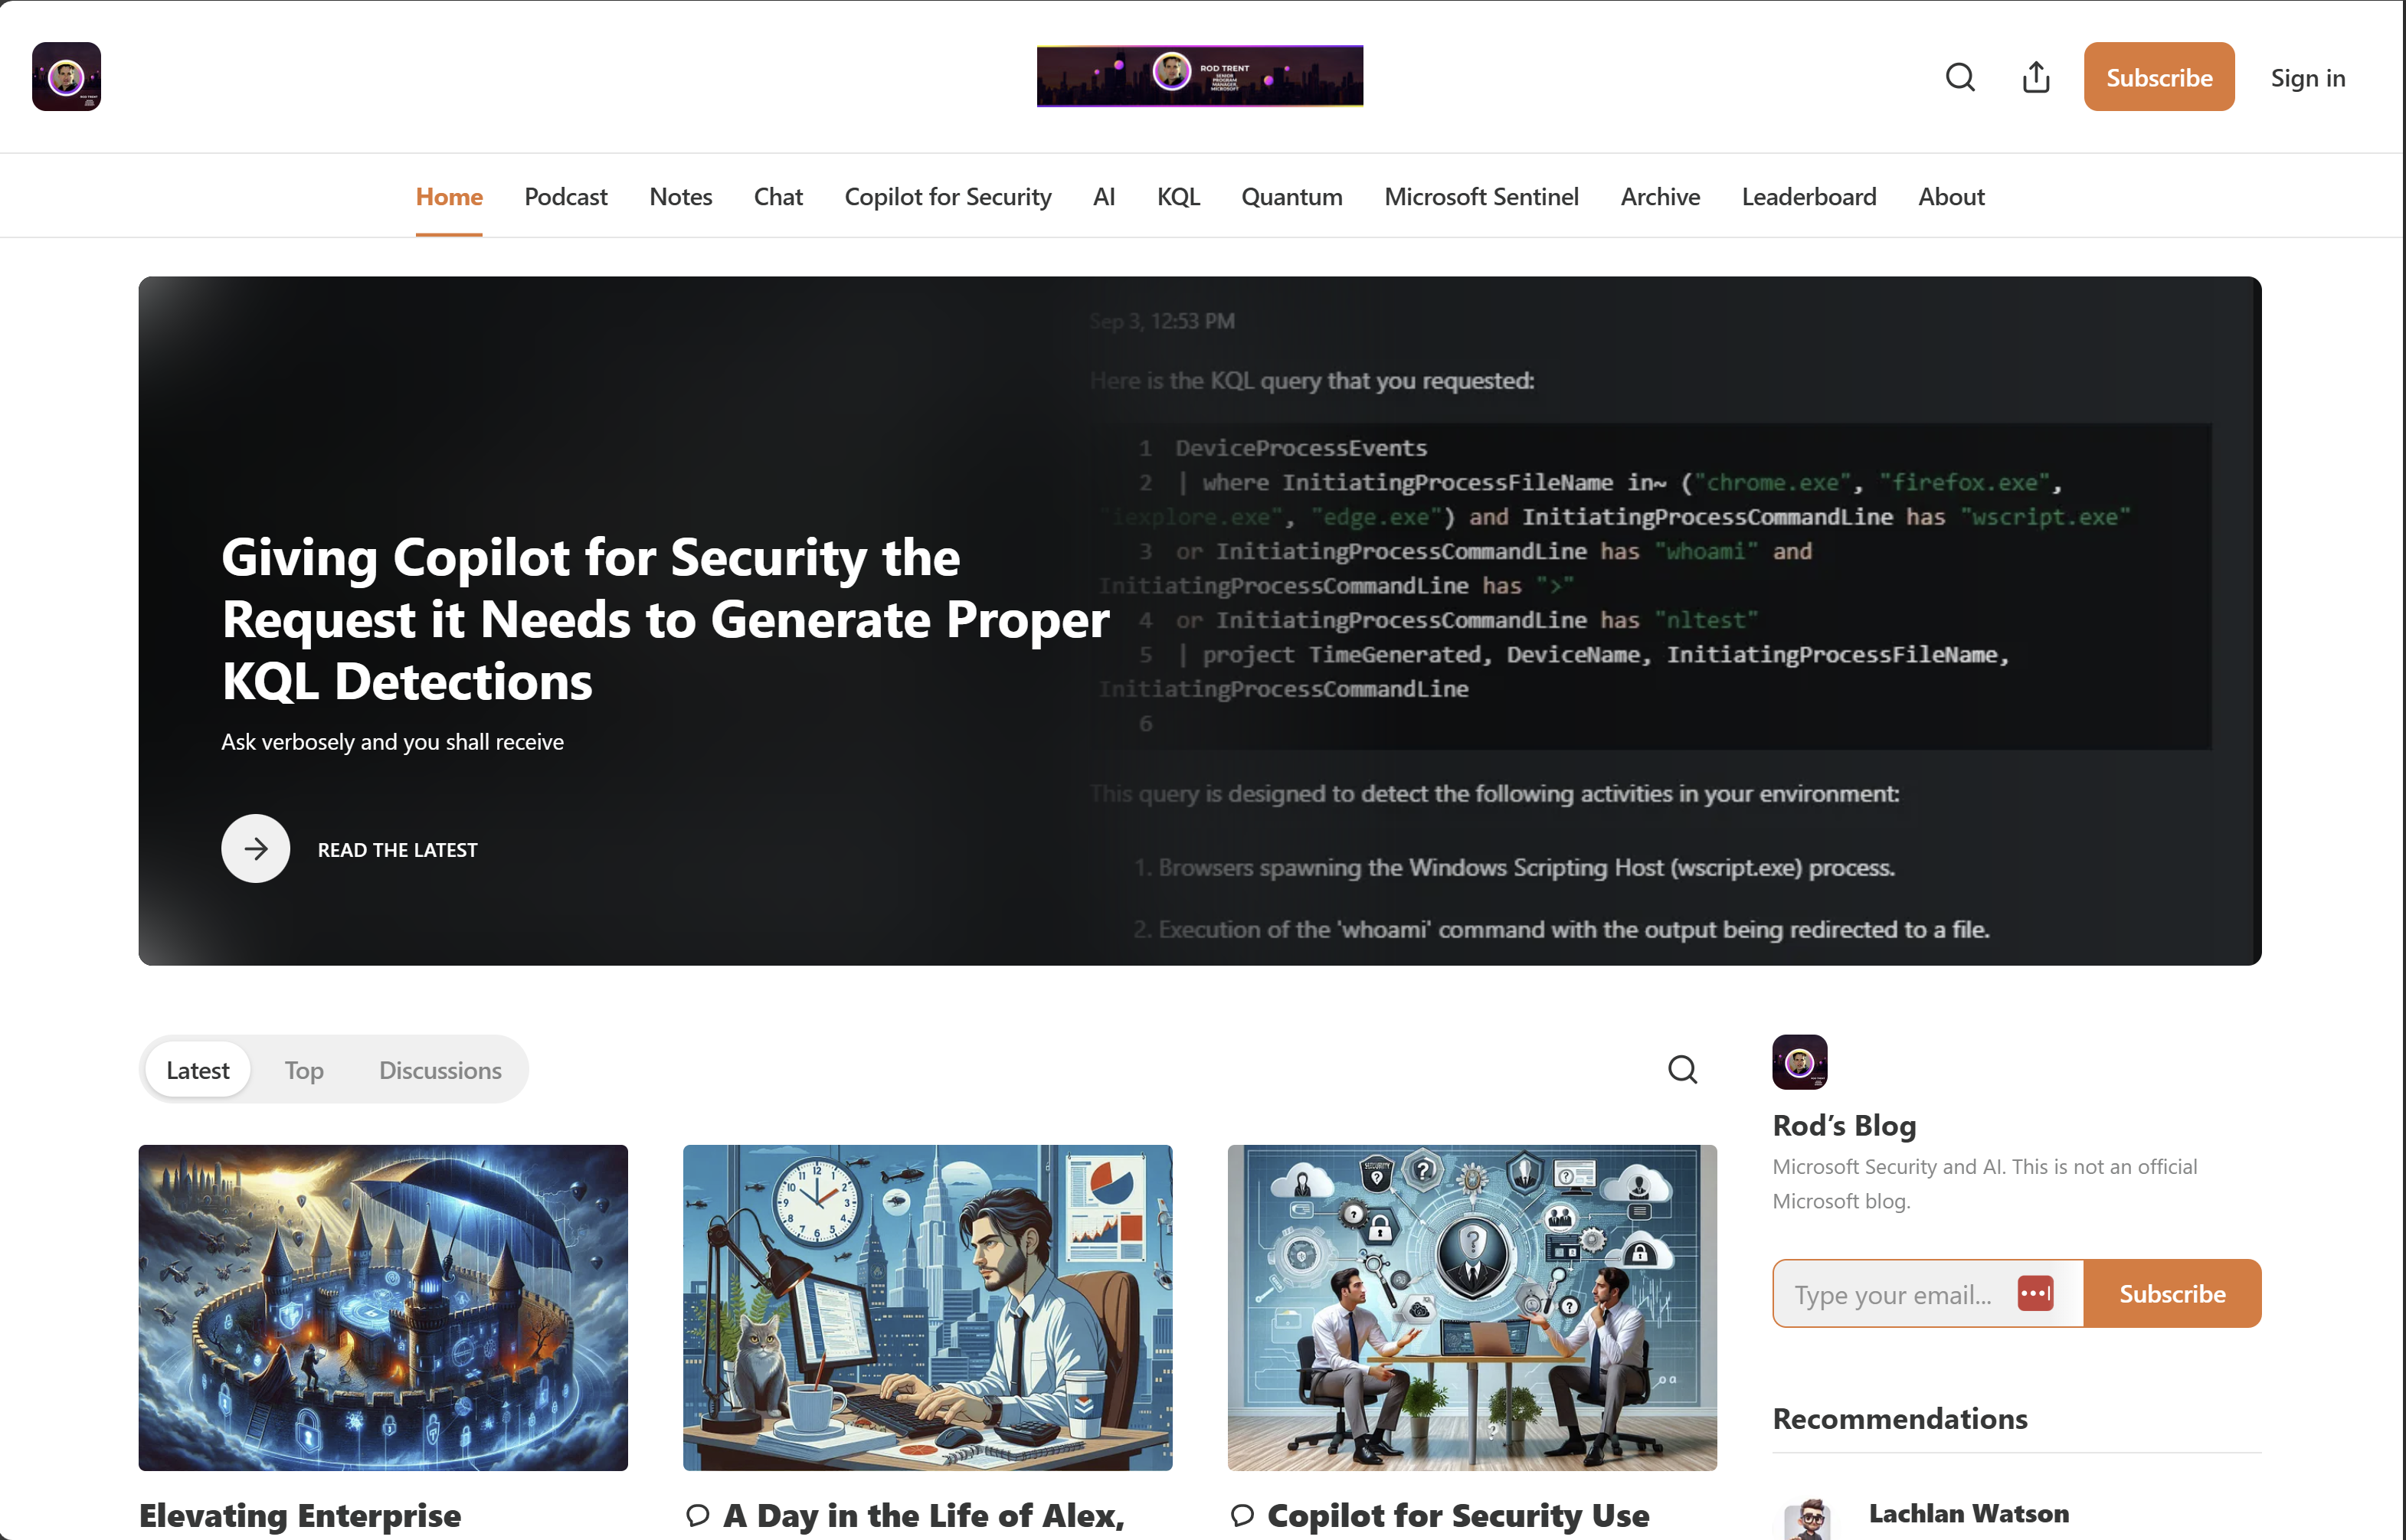 ROD TRENT
SENIOR
PROGRAM
MANAGER
MICROSOFT
Subscribe
Sign in
Home
Podcast
Notes
Chat
Copilot for Security
AI
KQL
Quantum
Microsoft Sentinel
Archive
Leaderboard
About
Giving Copilot for Security the
Request it Needs to Generate Proper
KQL Detections
Ask verbosely and you shall receive
READ THE LATEST
Sep 3, 12:53 PM
Here is the KQL query that you requested:
1 DeviceProcessEvents
2 | where InitiatingProcessFileName in~ ("chrome.exe", "firefox.exe",
"iexplore.exe", "edge.exe") and InitiatingProcessCommandLine has "wscript.exe"
3 or InitiatingProcessCommandLine has "whoami" and
InitiatingProcessCommandLine has ">"
4 or InitiatingProcessCommandLine has "nltest"
5 | project TimeGenerated, DeviceName, InitiatingProcessFileName,
InitiatingProcessCommandLine
6
This query is designed to detect the following activities in your environment:
1. Browsers spawning the Windows Scripting Host (wscript.exe) process.
2. Execution of the 'whoami' command with the output being redirected to a file.
Latest
Top
Discussions
Elevating Enterprise
A Day in the Life of Alex,
Copilot for Security Use
Rod’s Blog
Microsoft Security and AI. This is not an official
Microsoft blog.
Type your email...
Subscribe
Recommendations
Lachlan Watson